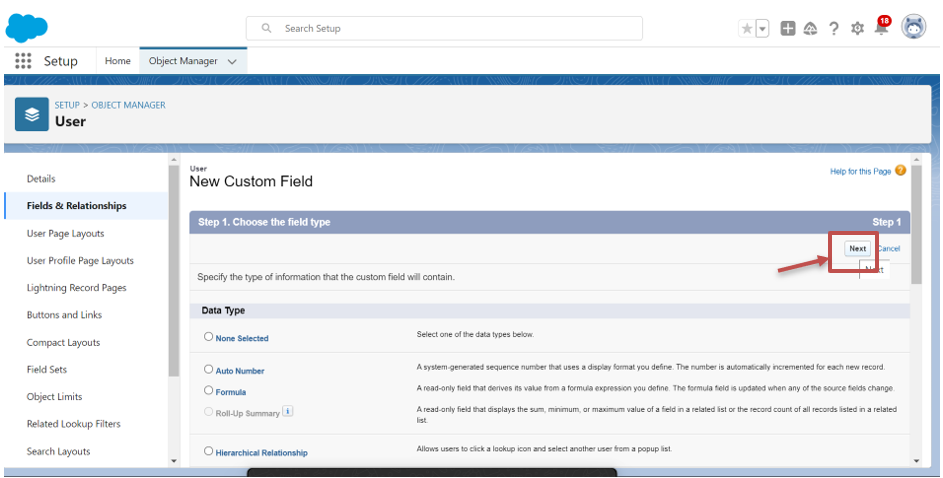 Search Setup
18
Setup
Home
Object Manager
SETUP > OBJECT MANAGER
User
Details
Fields & Relationships
User Page Layouts
User Profile Page Layouts
Lightning Record Pages
Buttons and Links
Compact Layouts
Field Sets
Object Limits
Related Lookup Filters
Search Layouts
User
New Custom Field
Help for this Page ?
Step 1. Choose the field type
Step 1
Next
Cancel
Next
Specify the type of information that the custom field will contain.
Data Type
None Selected
Select one of the data types below.
Auto Number
A system-generated sequence number that uses a display format you define. The number is automatically incremented for each new record.
Formula
A read-only field that derives its value from a formula expression you define. The formula field is updated when any of the source fields change.
Roll-Up Summary i
A read-only field that displays the sum, minimum, or maximum value of a field in a related list or the record count of all records listed in a related
list.
Hierarchical Relationship
Allows users to click a lookup icon and select another user from a popup list.